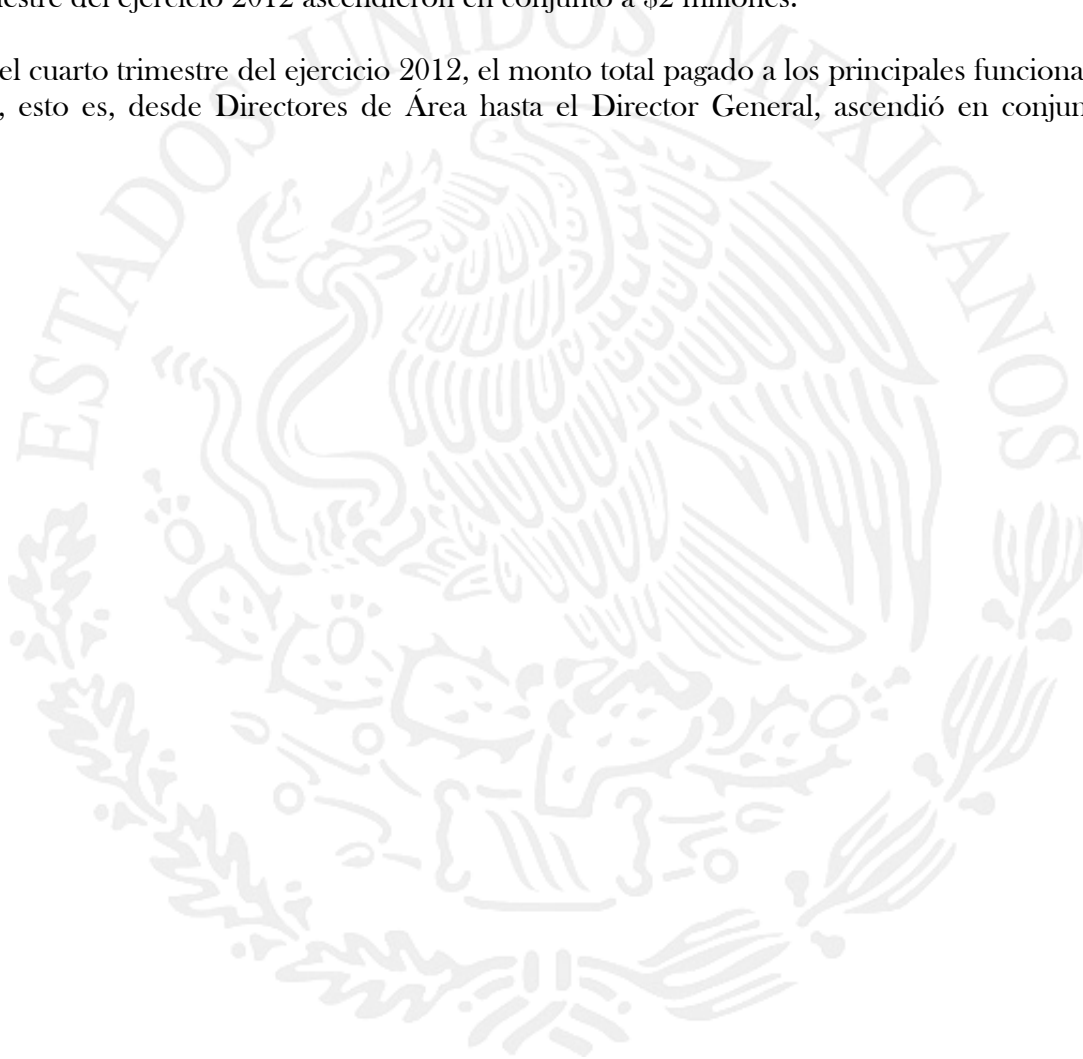 estre del ejercicio 2012 ascendieron en conjunto a $2 millones.
el cuarto trimestre del ejercicio 2012, el monto total pagado a los principales funciona
, esto es, desde Directores de Área hasta el Director General, ascendió en conjun
ESTADOS UNIDOS MEXICANOS